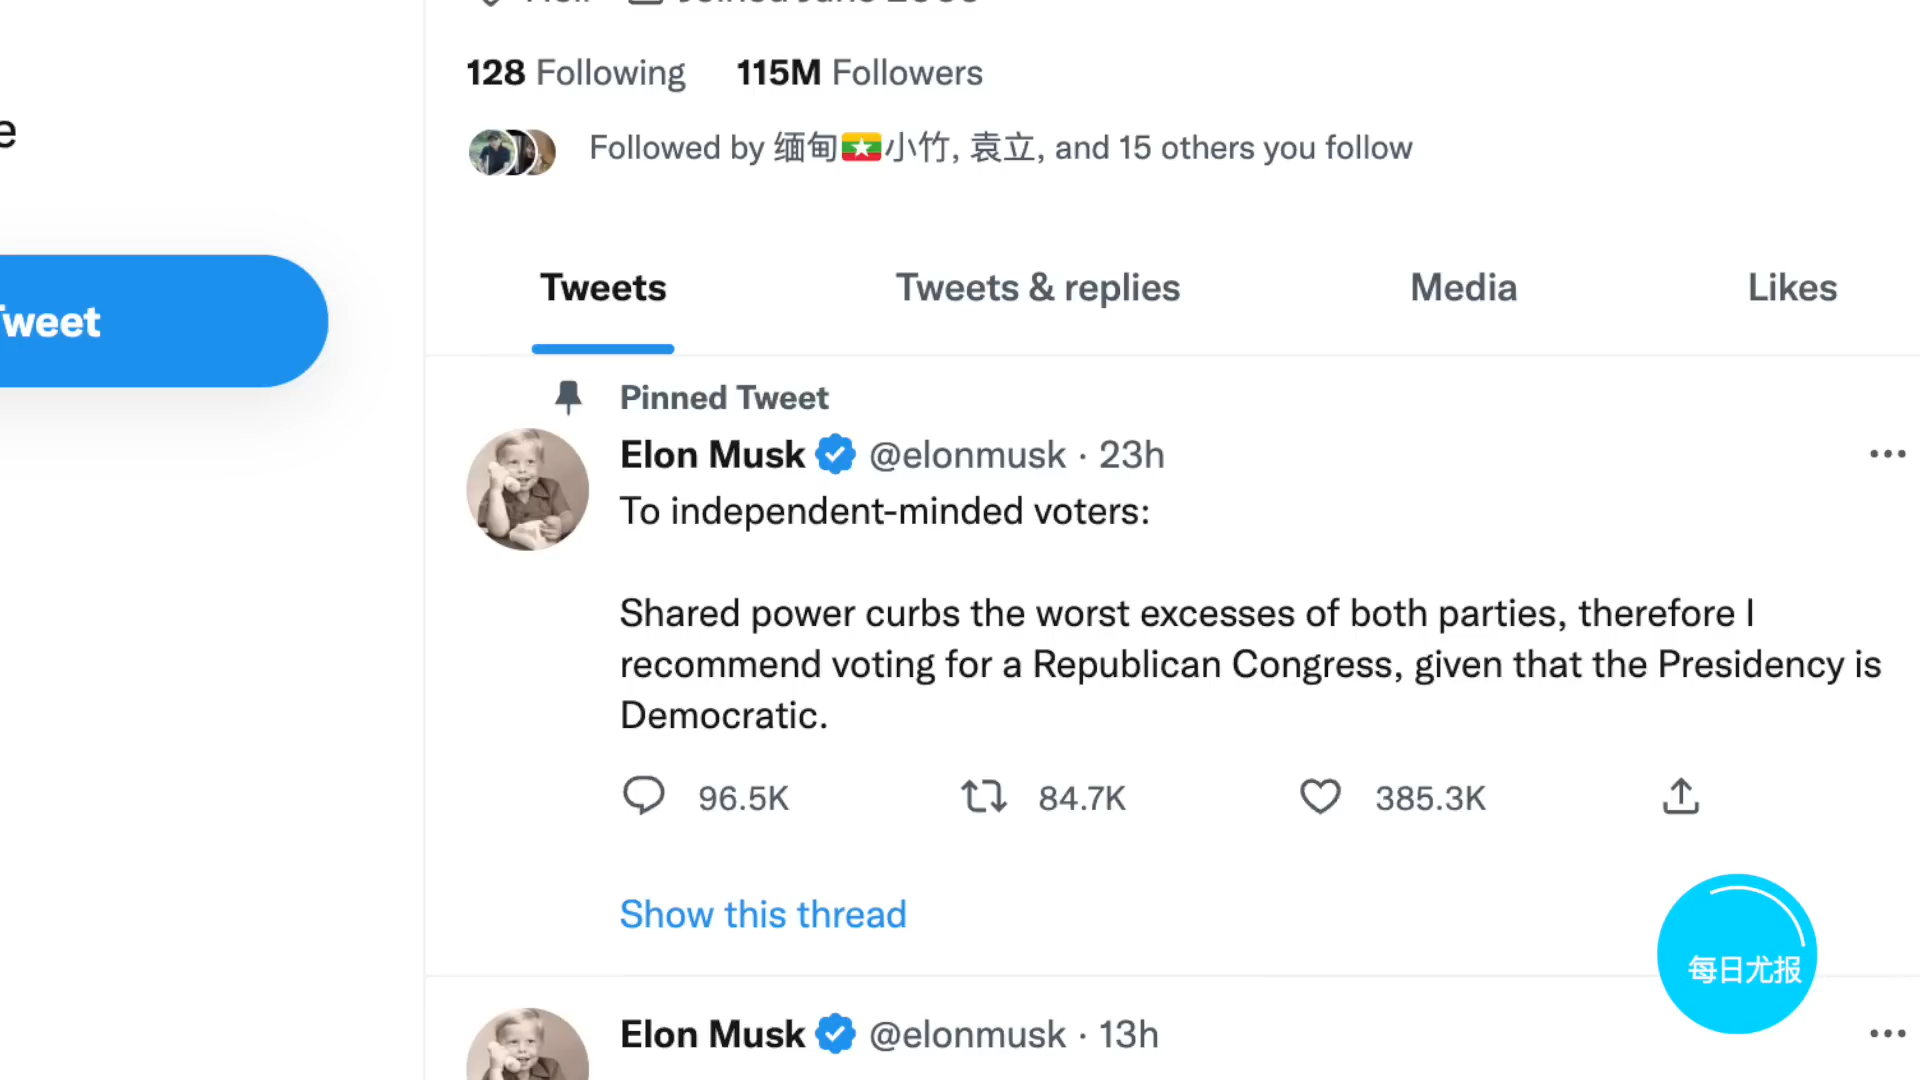 128 Following 115M Followers
Followed by 缅甸🇲🇲小竹, 袁立, and 15 others you follow
Tweets Tweets & replies Media Likes
Tweet
Pinned Tweet
Elon Musk @elonmusk · 23h
To independent-minded voters:
Shared power curbs the worst excesses of both parties, therefore I
recommend voting for a Republican Congress, given that the Presidency is
Democratic.
96.5K 84.7K 385.3K
Show this thread
每日尤报
Elon Musk @elonmusk · 13h